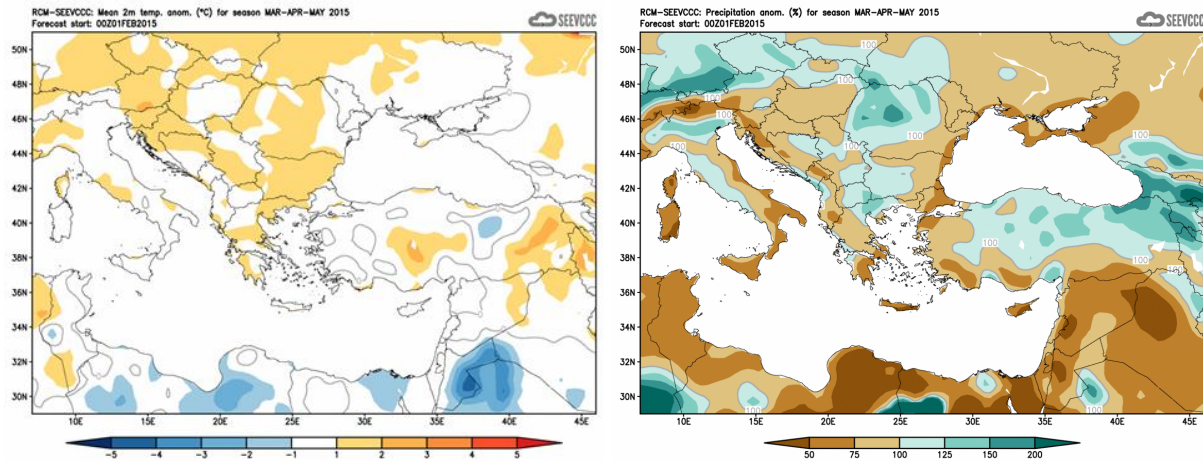 RCM-SEEVCCC: Mean 2m temp. anom. (°C) for season MAR-APR-MAY 2015
Forecast start: 00Z01FEB2015
SEEVCCC
50N
48N
46N
44N
42N
40N
38N
36N
34N
32N
30N
10E 15E 20E 25E 30E 35E 40E 45E
-5 -4 -3 -2 -1 1 2 3 4 5
RCM-SEEVCCC: Precipitation anom. (%) for season MAR-APR-MAY 2015
Forecast start: 00Z01FEB2015
SEEVCCC
50N
48N
46N
44N
42N
40N
38N
36N
34N
32N
30N
100
100
100
100
100
100
100
100
100
100
100
10E 15E 20E 25E 30E 35E 40E 45E
50 75 100 125 150 200